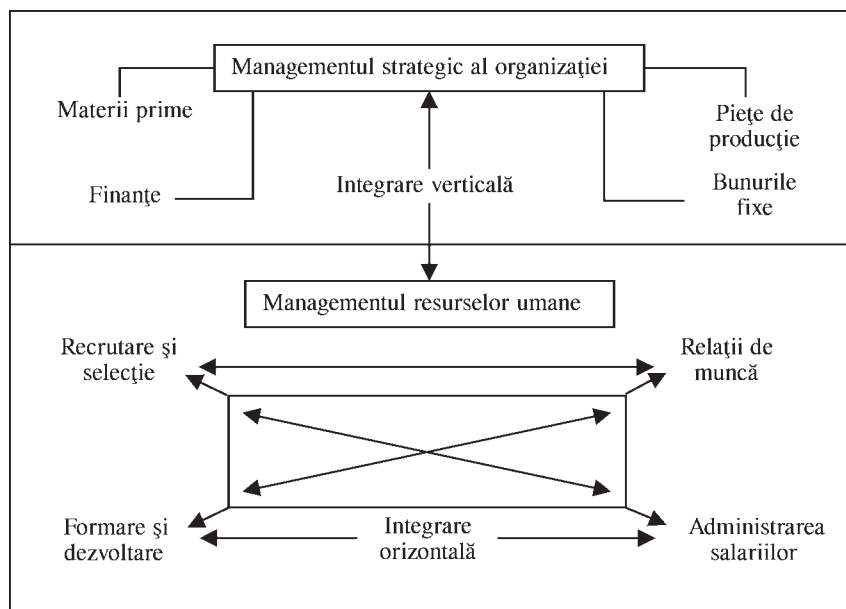 Managementul strategic al organizaţiei
Materii prime
Pieţe de
producţie
Finanţe
Integrare verticală
Bunurile
fixe
Managementul resurselor umane
Recrutare şi
selecţie
Relaţii de
muncă
Formare şi
dezvoltare
Integrare
orizontală
Administrarea
salariilor